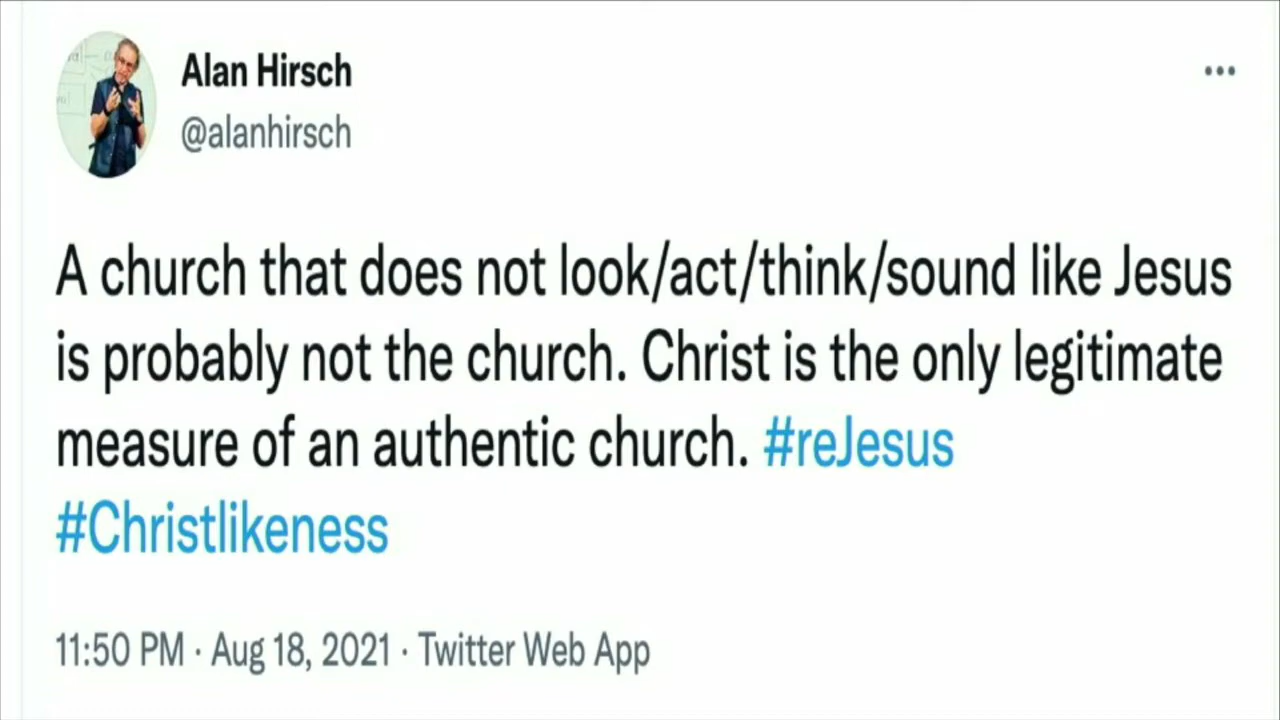 Alan Hirsch
@alanhirsch
A church that does not look/act/think/sound like Jesus
is probably not the church. Christ is the only legitimate
measure of an authentic church. #reJesus
#Christlikeness
11:50 PM · Aug 18, 2021 · Twitter Web App